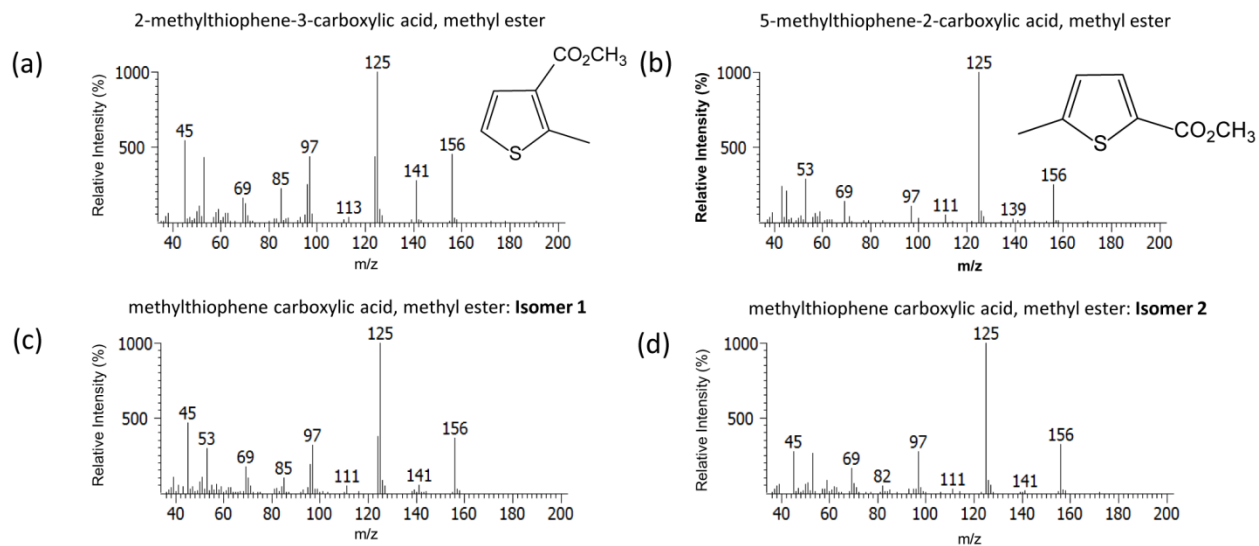 2-methylthiophene-3-carboxylic acid, methyl ester
(a)
Relative Intensity (%)
1000
500
45
69
85
97
113
125
141
156
CO₂CH₃
S
40 60 80 100 120 140 160 180 200
m/z
5-methylthiophene-2-carboxylic acid, methyl ester
(b)
Relative Intensity (%)
1000
500
53
69
97
111
125
139
156
S
CO₂CH₃
40 60 80 100 120 140 160 180 200
m/z
methylthiophene carboxylic acid, methyl ester: Isomer 1
(c)
Relative Intensity (%)
1000
500
45
53
69
85
97
111
125
141
156
40 60 80 100 120 140 160 180 200
m/z
methylthiophene carboxylic acid, methyl ester: Isomer 2
(d)
Relative Intensity (%)
1000
500
45
69
82
97
111
125
141
156
40 60 80 100 120 140 160 180 200
m/z